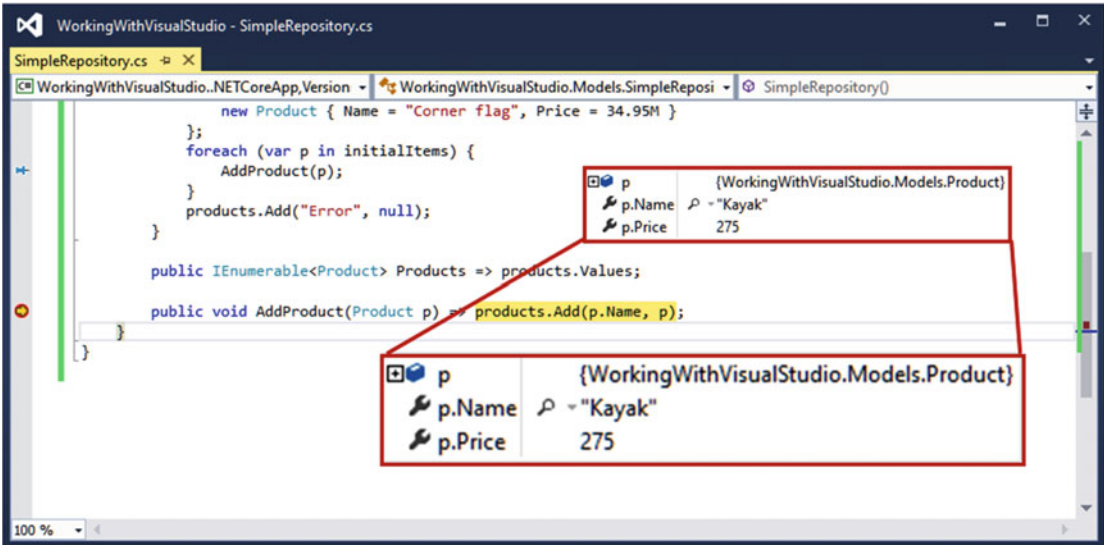 WorkingWithVisualStudio - SimpleRepository.cs
SimpleRepository.cs
C# WorkingWithVisualStudio..NETCoreApp,Version
WorkingWithVisualStudio.Models.SimpleReposi
SimpleRepository()
new Product { Name = "Corner flag", Price = 34.95M }
};
foreach (var p in initialItems) {
AddProduct(p);
}
products.Add("Error", null);
}
p {WorkingWithVisualStudio.Models.Product}
p.Name "Kayak"
p.Price 275
public IEnumerable<Product> Products => products.Values;
public void AddProduct(Product p) => products.Add(p.Name, p);
}
}
p {WorkingWithVisualStudio.Models.Product}
p.Name "Kayak"
p.Price 275
100 %